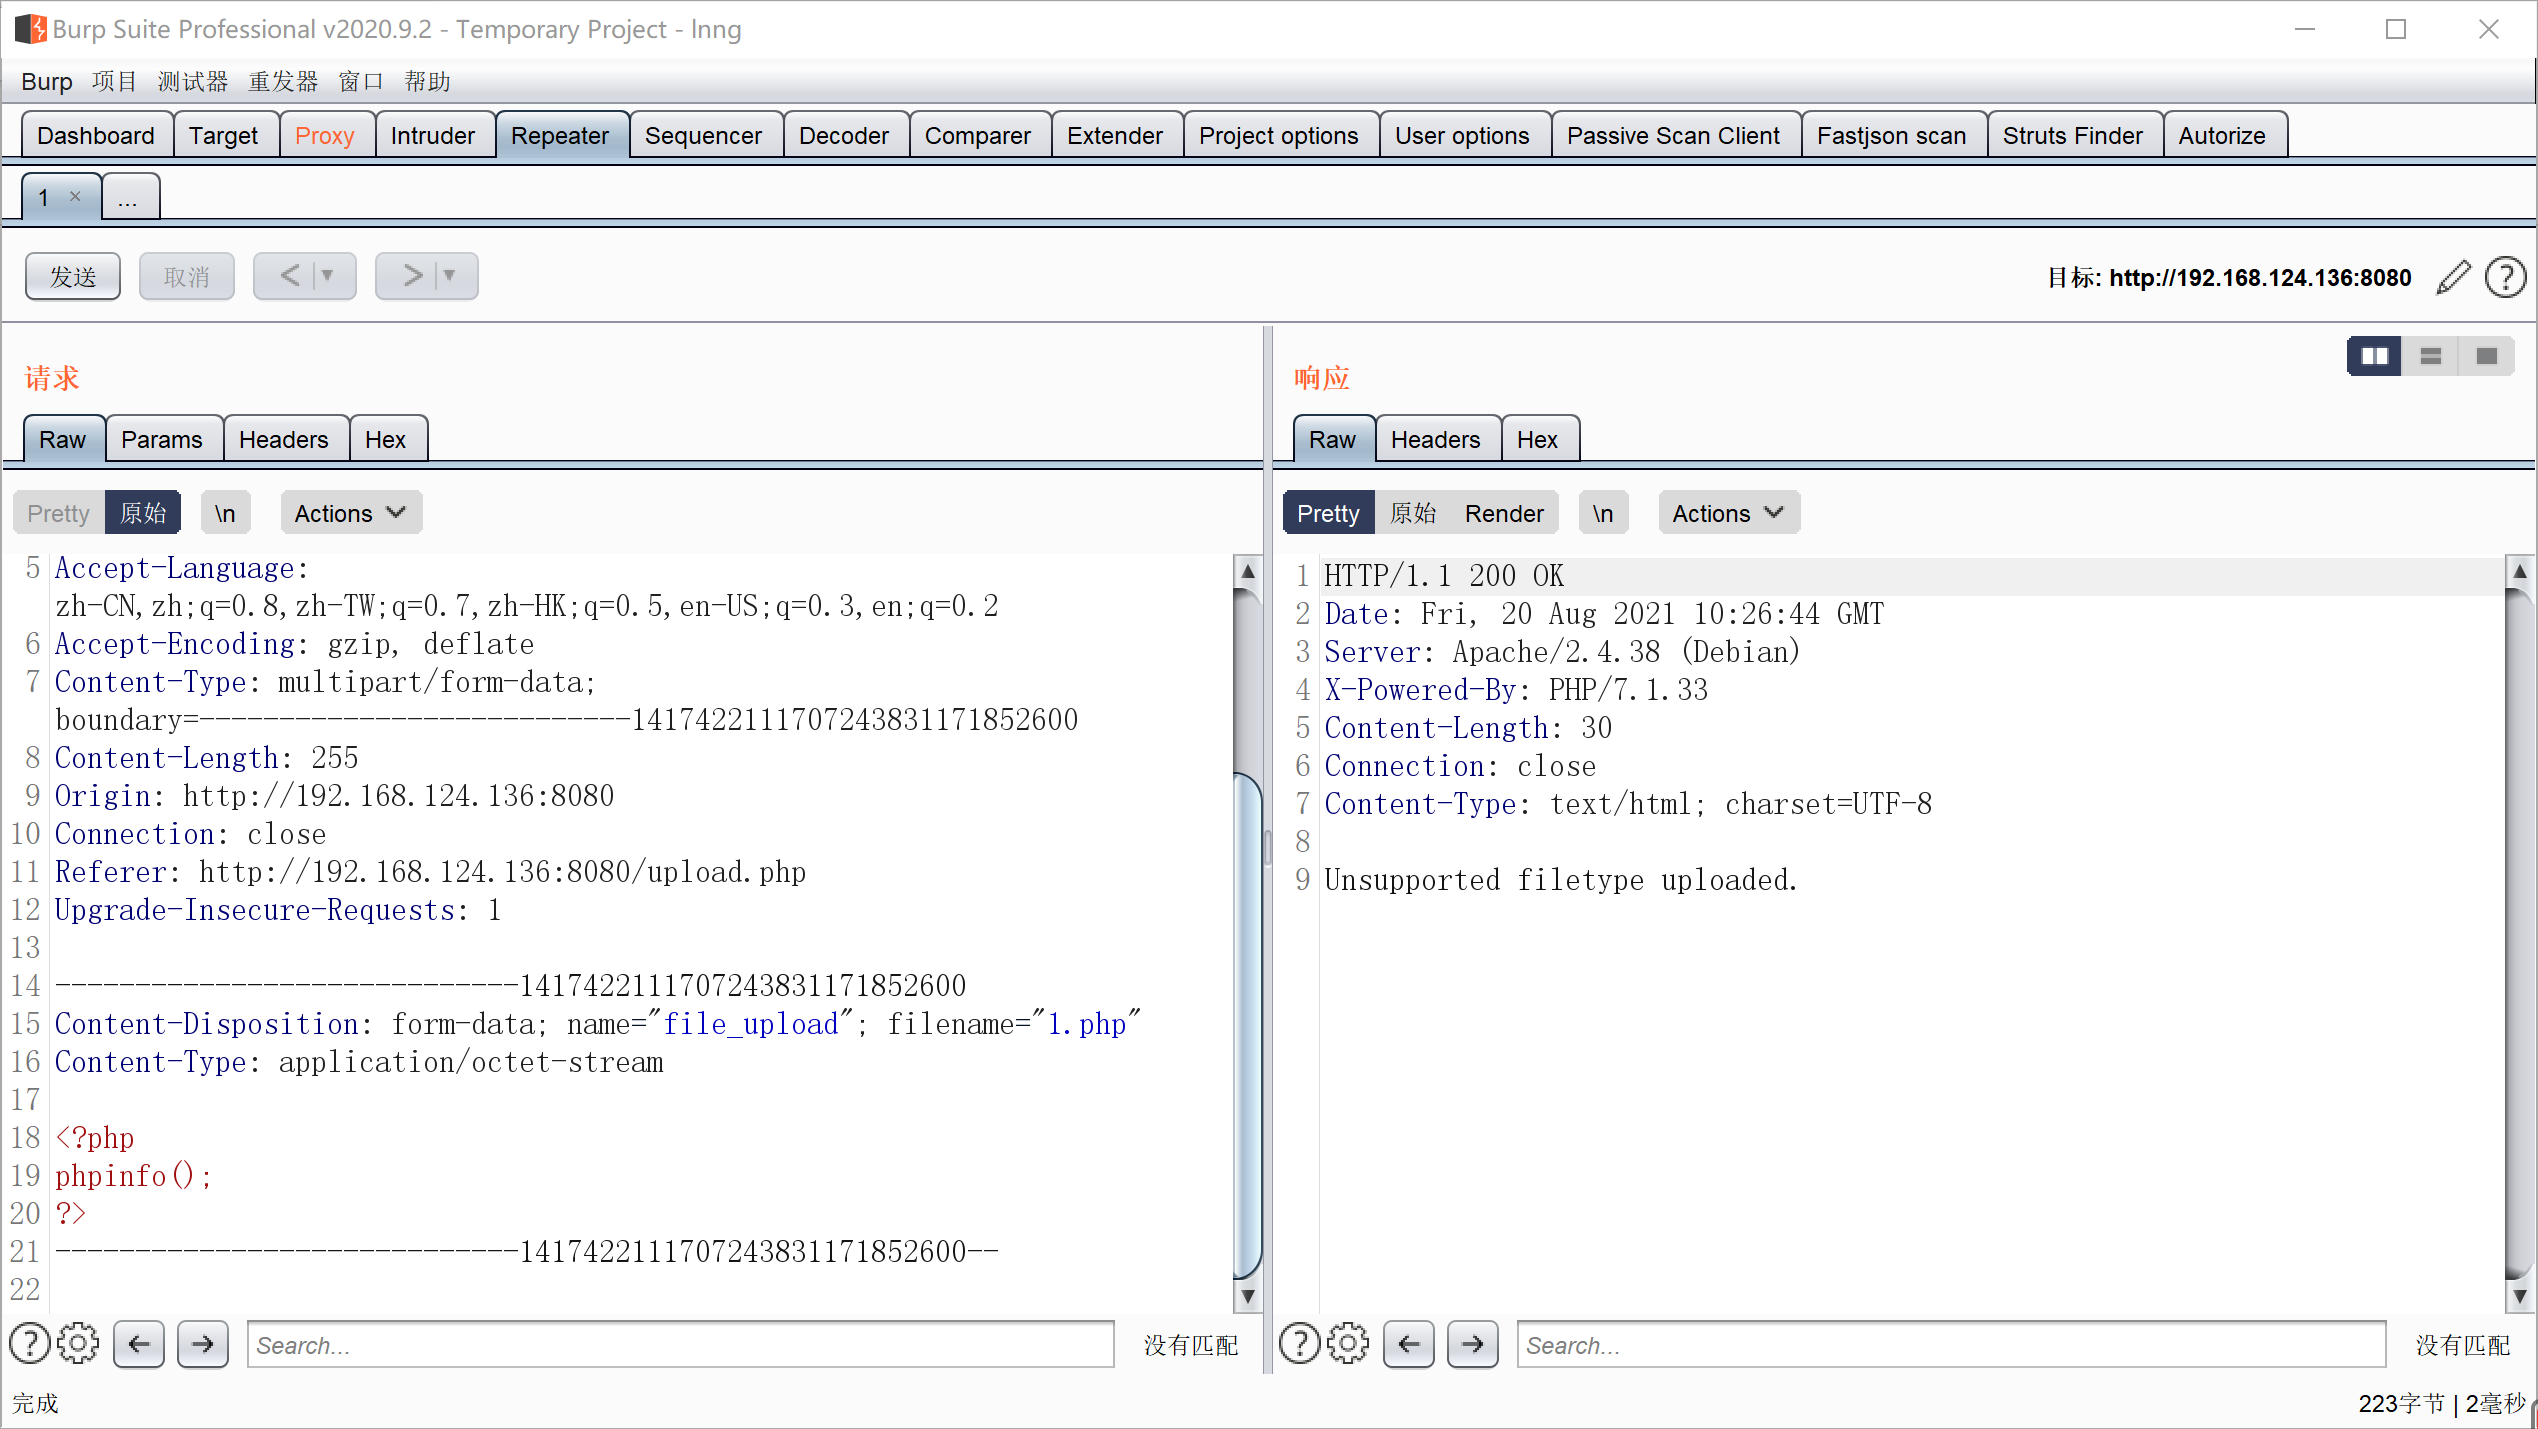 Burp Suite Professional v2020.9.2 - Temporary Project - lnng
Burp 项目 测试器 重发器 窗口 帮助
Dashboard Target Proxy Intruder Repeater Sequencer Decoder Comparer Extender Project options User options Passive Scan Client Fastjson scan Struts Finder Autorize
1 × ...
发送 取消 < > 目标: http://192.168.124.136:8080
请求
Raw Params Headers Hex
Pretty 原始 \n Actions
5 Accept-Language:
zh-CN,zh;q=0.8,zh-TW;q=0.7,zh-HK;q=0.5,en-US;q=0.3,en;q=0.2
6 Accept-Encoding: gzip, deflate
7 Content-Type: multipart/form-data;
boundary=---------------------------1417422111707243831171852600
8 Content-Length: 255
9 Origin: http://192.168.124.136:8080
10 Connection: close
11 Referer: http://192.168.124.136:8080/upload.php
12 Upgrade-Insecure-Requests: 1
13
14 -----------------------------1417422111707243831171852600
15 Content-Disposition: form-data; name="file_upload"; filename="1.php"
16 Content-Type: application/octet-stream
17
18 <?php
19 phpinfo();
20 ?>
21 -----------------------------1417422111707243831171852600--
22
Search... 没有匹配
响应
Raw Headers Hex
Pretty 原始 Render \n Actions
1 HTTP/1.1 200 OK
2 Date: Fri, 20 Aug 2021 10:26:44 GMT
3 Server: Apache/2.4.38 (Debian)
4 X-Powered-By: PHP/7.1.33
5 Content-Length: 30
6 Connection: close
7 Content-Type: text/html; charset=UTF-8
8
9 Unsupported filetype uploaded.
Search... 没有匹配
完成 223字节 | 2毫秒